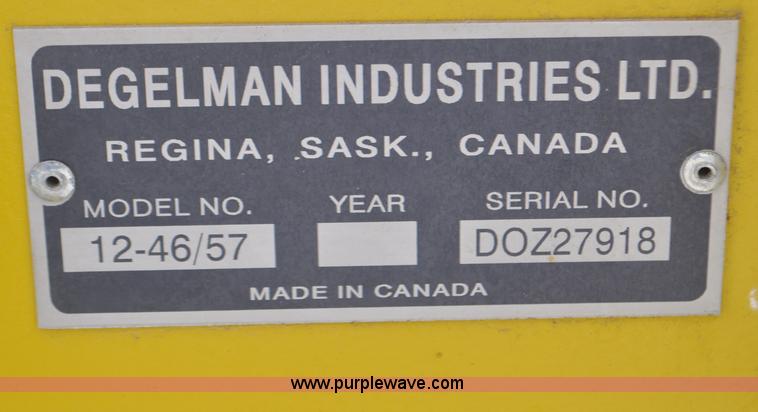 DEGELMAN INDUSTRIES LTD.
REGINA, SASK., CANADA
MODEL NO. YEAR SERIAL NO.
12-46/57 DOZ27918
MADE IN CANADA
www.purplewave.com